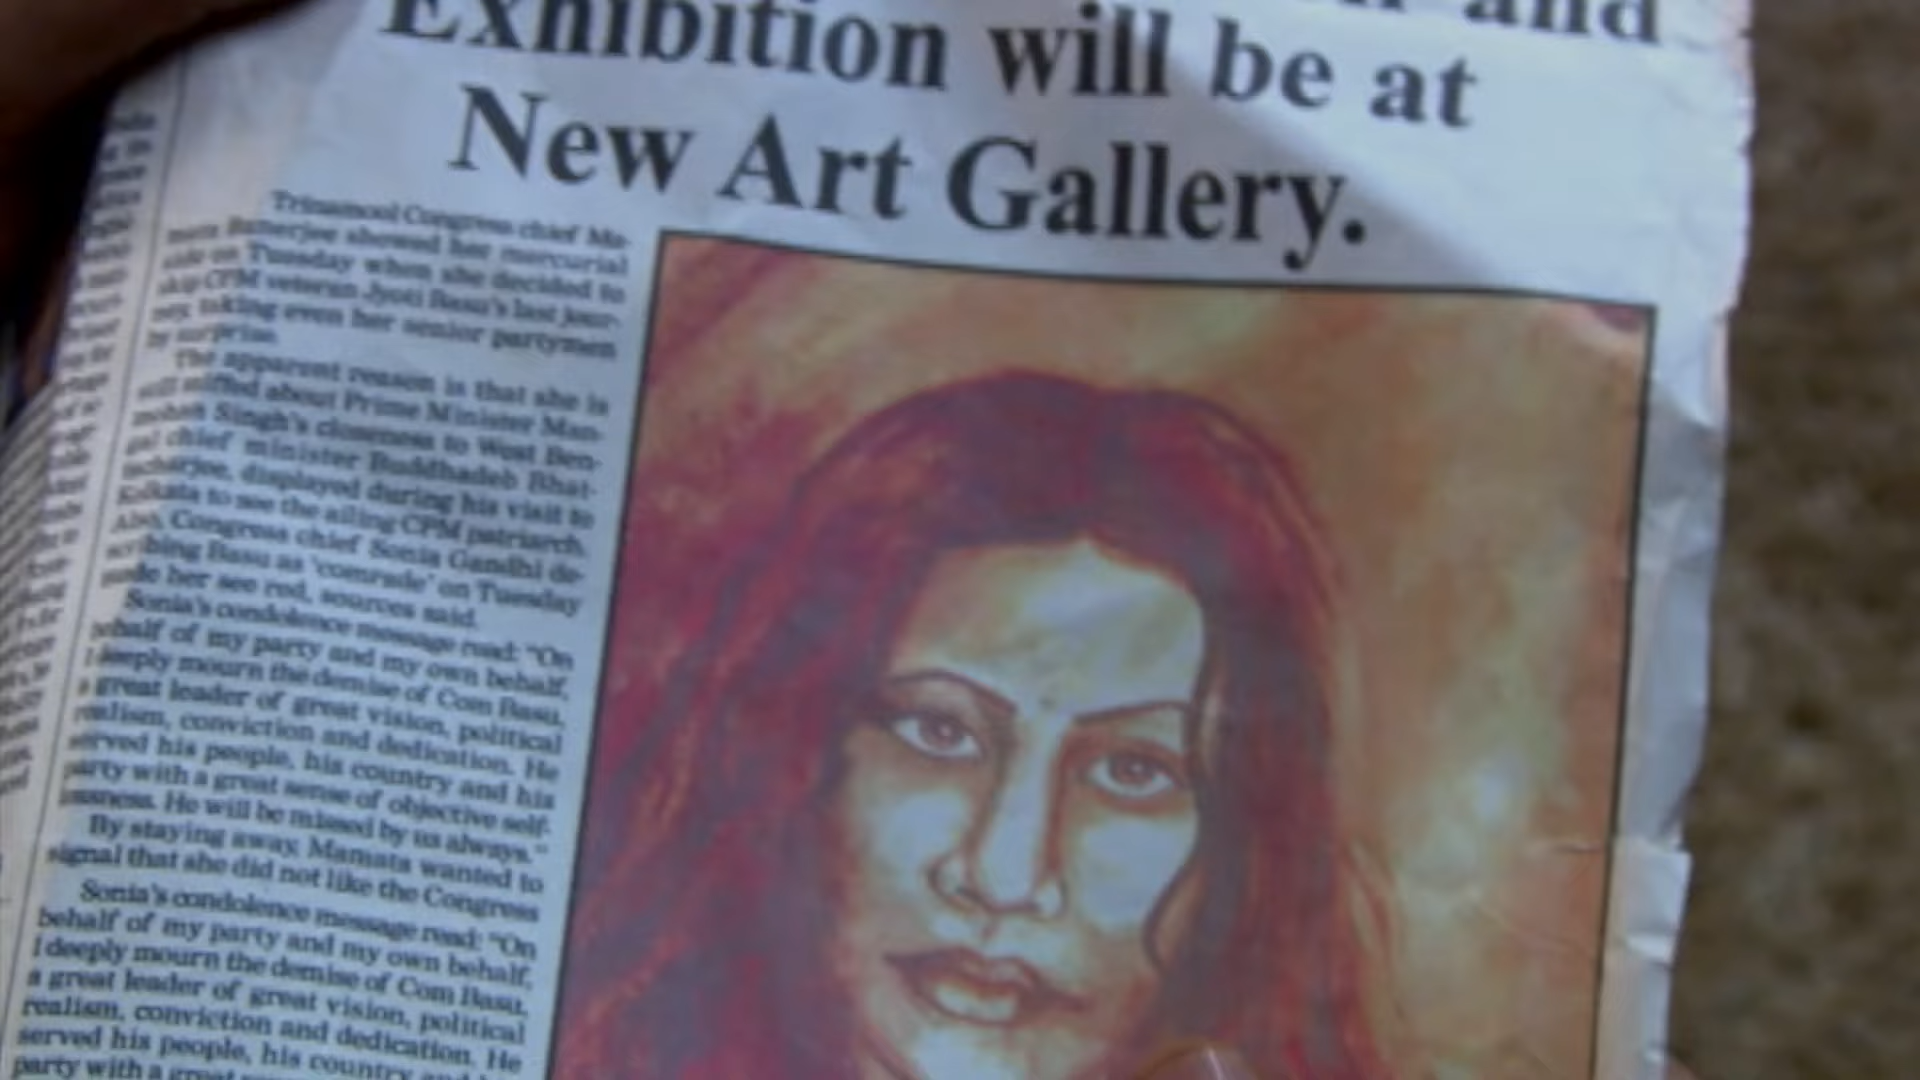 and
Exhibition will be at
New Art Gallery.
Trinamool Congress chief Ma-
Banerjee showed her mercurial
side on Tuesday when she decided to
skip CPM veteran Jyoti Basu's last jour-
ney, taking even her senior partymen
by surprise.
The apparent reason is that she is
still miffed about Prime Minister Man-
mohan Singh's closeness to West Ben-
gal chief minister Buddhadeb Bhat-
tacharjee, displayed during his visit to
Kolkata to see the ailing CPM patriarch.
Also, Congress chief Sonia Gandhi de-
scribing Basu as 'comrade' on Tuesday
made her see red, sources said.
Sonia's condolence message read: "On
behalf of my party and my own behalf,
I deeply mourn the demise of Com Basu,
a great leader of great vision, political
realism, conviction and dedication. He
served his people, his country and his
party with a great sense of objective self-
lessness. He will be missed by us always."
By staying away, Mamata wanted to
signal that she did not like the Congress
Sonia's condolence message read: "On
behalf of my party and my own behalf,
I deeply mourn the demise of Com Basu,
a great leader of great vision, political
realism, conviction and dedication. He
served his people, his country and
party with a great